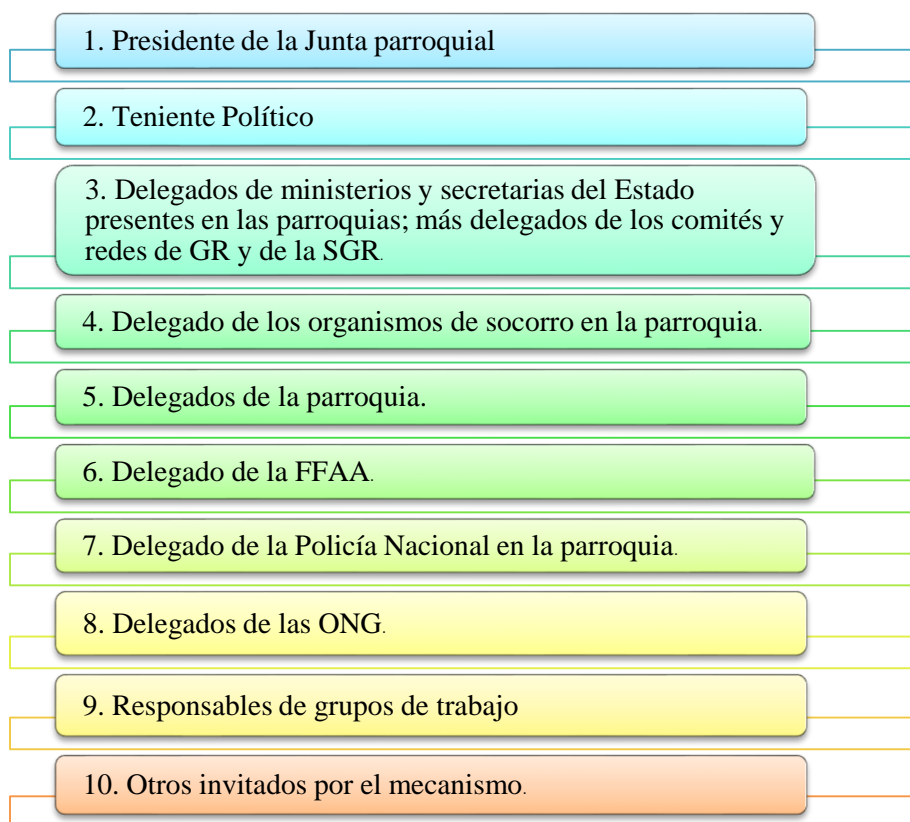 1. Presidente de la Junta parroquial
2. Teniente Político
3. Delegados de ministerios y secretarias del Estado
presentes en las parroquias; más delegados de los comités y
redes de GR y de la SGR.
4. Delegado de los organismos de socorro en la parroquia.
5. Delegados de la parroquia.
6. Delegado de la FFAA.
7. Delegado de la Policía Nacional en la parroquia.
8. Delegados de las ONG.
9. Responsables de grupos de trabajo
10. Otros invitados por el mecanismo.